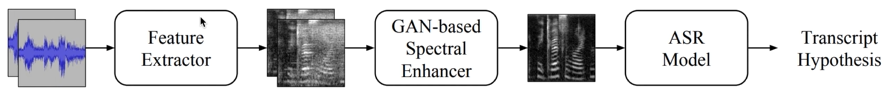 Feature
Extractor
GAN-based
Spectral
Enhancer
ASR
Model
Transcript
Hypothesis